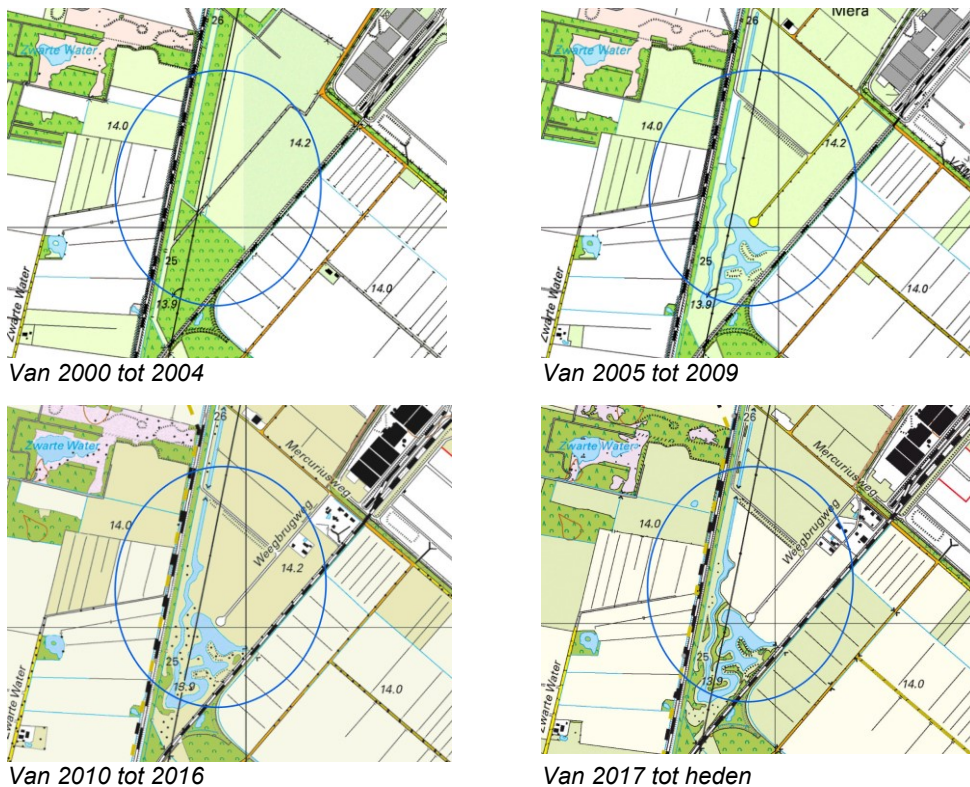 26
Mera
Zwarte Water
14.0
14.2
25
13.9
14.0
Zwarte Water
Van 2000 tot 2004
26
14.0
14.2
25
13.9
14.0
Zwarte Water
Van 2005 tot 2009
26
Zwarte Water
Mercuriusweg
14.0
Weegbrugweg
14.2
25
13.9
14.0
Zwarte Water
Van 2010 tot 2016
26
Zwarte Water
Mercuriusweg
14.0
Weegbrugweg
25
13.9
14.0
Zwarte Water
Van 2017 tot heden